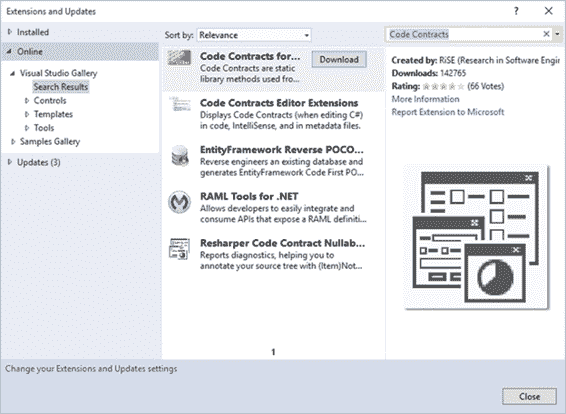 Extensions and Updates
? ×
Installed
Online
Visual Studio Gallery
Search Results
Controls
Templates
Tools
Samples Gallery
Updates (3)
Sort by: Relevance
Code Contracts for...
Code Contracts are static
library methods used fro...
Download
Code Contracts Editor Extensions
Displays Code Contracts (when editing C#)
in code, IntelliSense, and in metadata files.
EntityFramework Reverse POCO...
Reverse engineers an existing database and
generates EntityFramework Code First PO...
RAML Tools for .NET
Allows developers to easily integrate and
consume APIs that expose a RAML definiti...
Resharper Code Contract Nullab...
Reports diagnostics, helping you to
annotate your source tree with (Item)Not...
1
Code Contracts
Created by: RiSE (Research in Software Engir
Downloads: 142765
Rating: (66 Votes)
More Information
Report Extension to Microsoft
Change your Extensions and Updates settings
Close